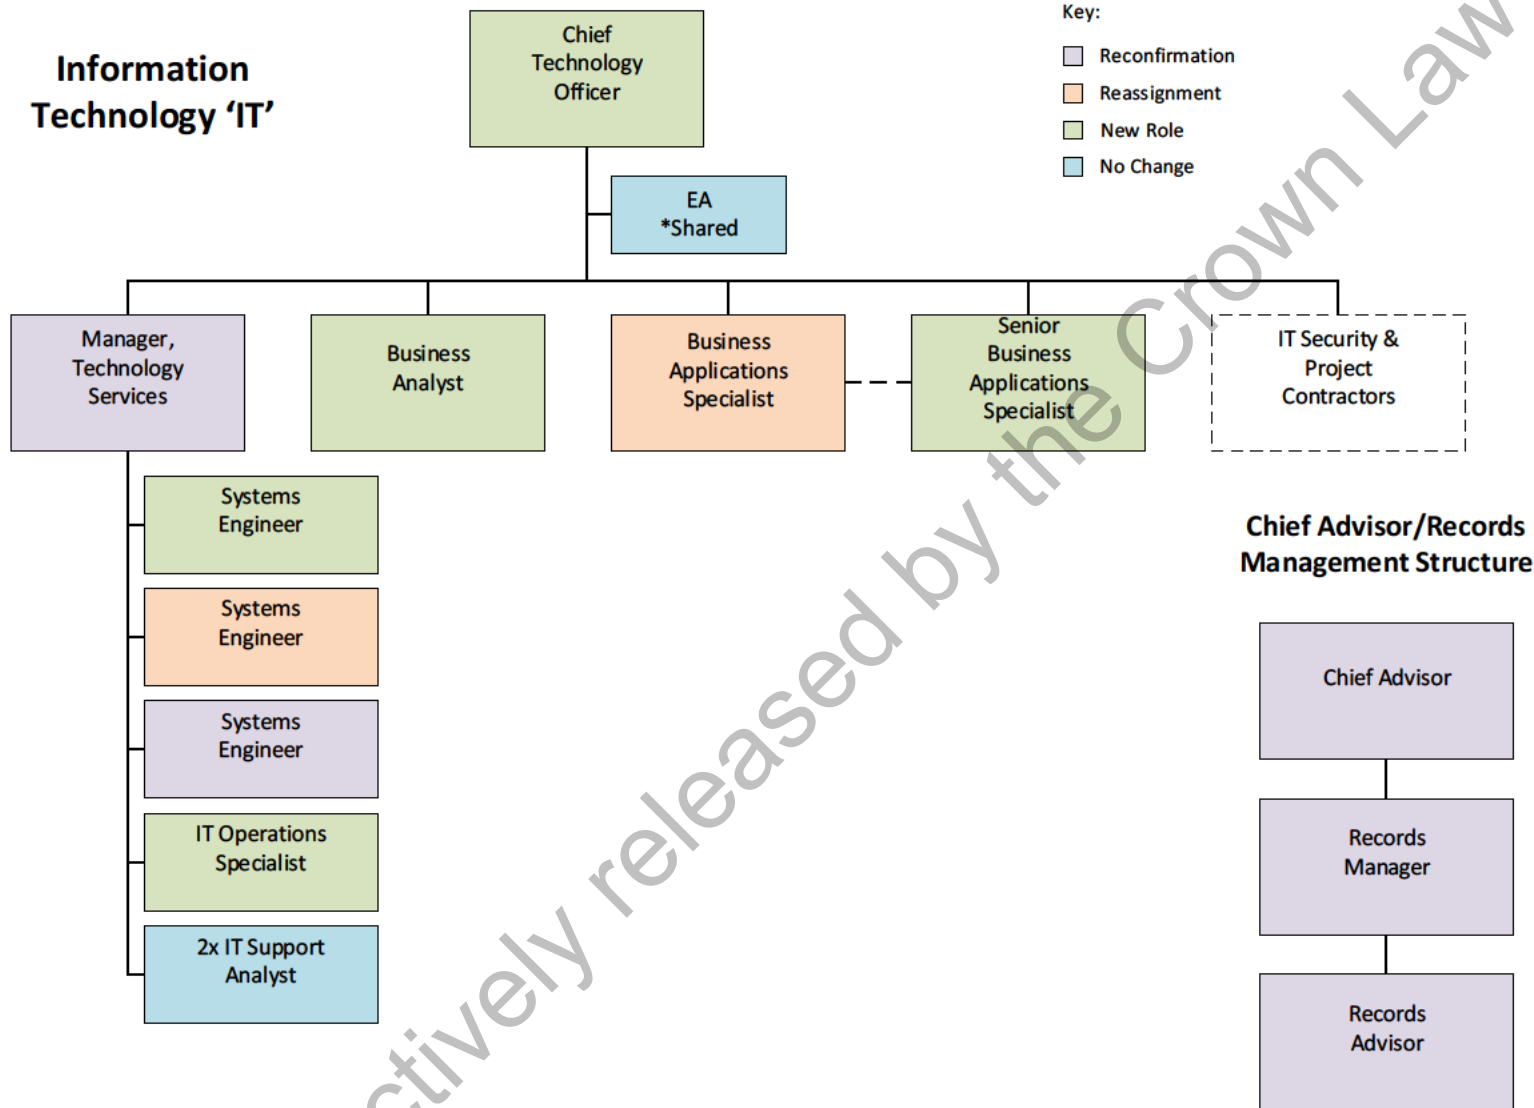 Information
Technology ‘IT’
Chief
Technology
Officer
Key:
Reconfirmation
Reassignment
New Role
No Change
EA
*Shared
Manager,
Technology
Services
Business
Analyst
Business
Applications
Specialist
Senior
Business
Applications
Specialist
IT Security &
Project
Contractors
Systems
Engineer
Systems
Engineer
Systems
Engineer
IT Operations
Specialist
2x IT Support
Analyst
Chief Advisor/Records
Management Structure
Chief Advisor
Records
Manager
Records
Advisor
released by the Crown Law